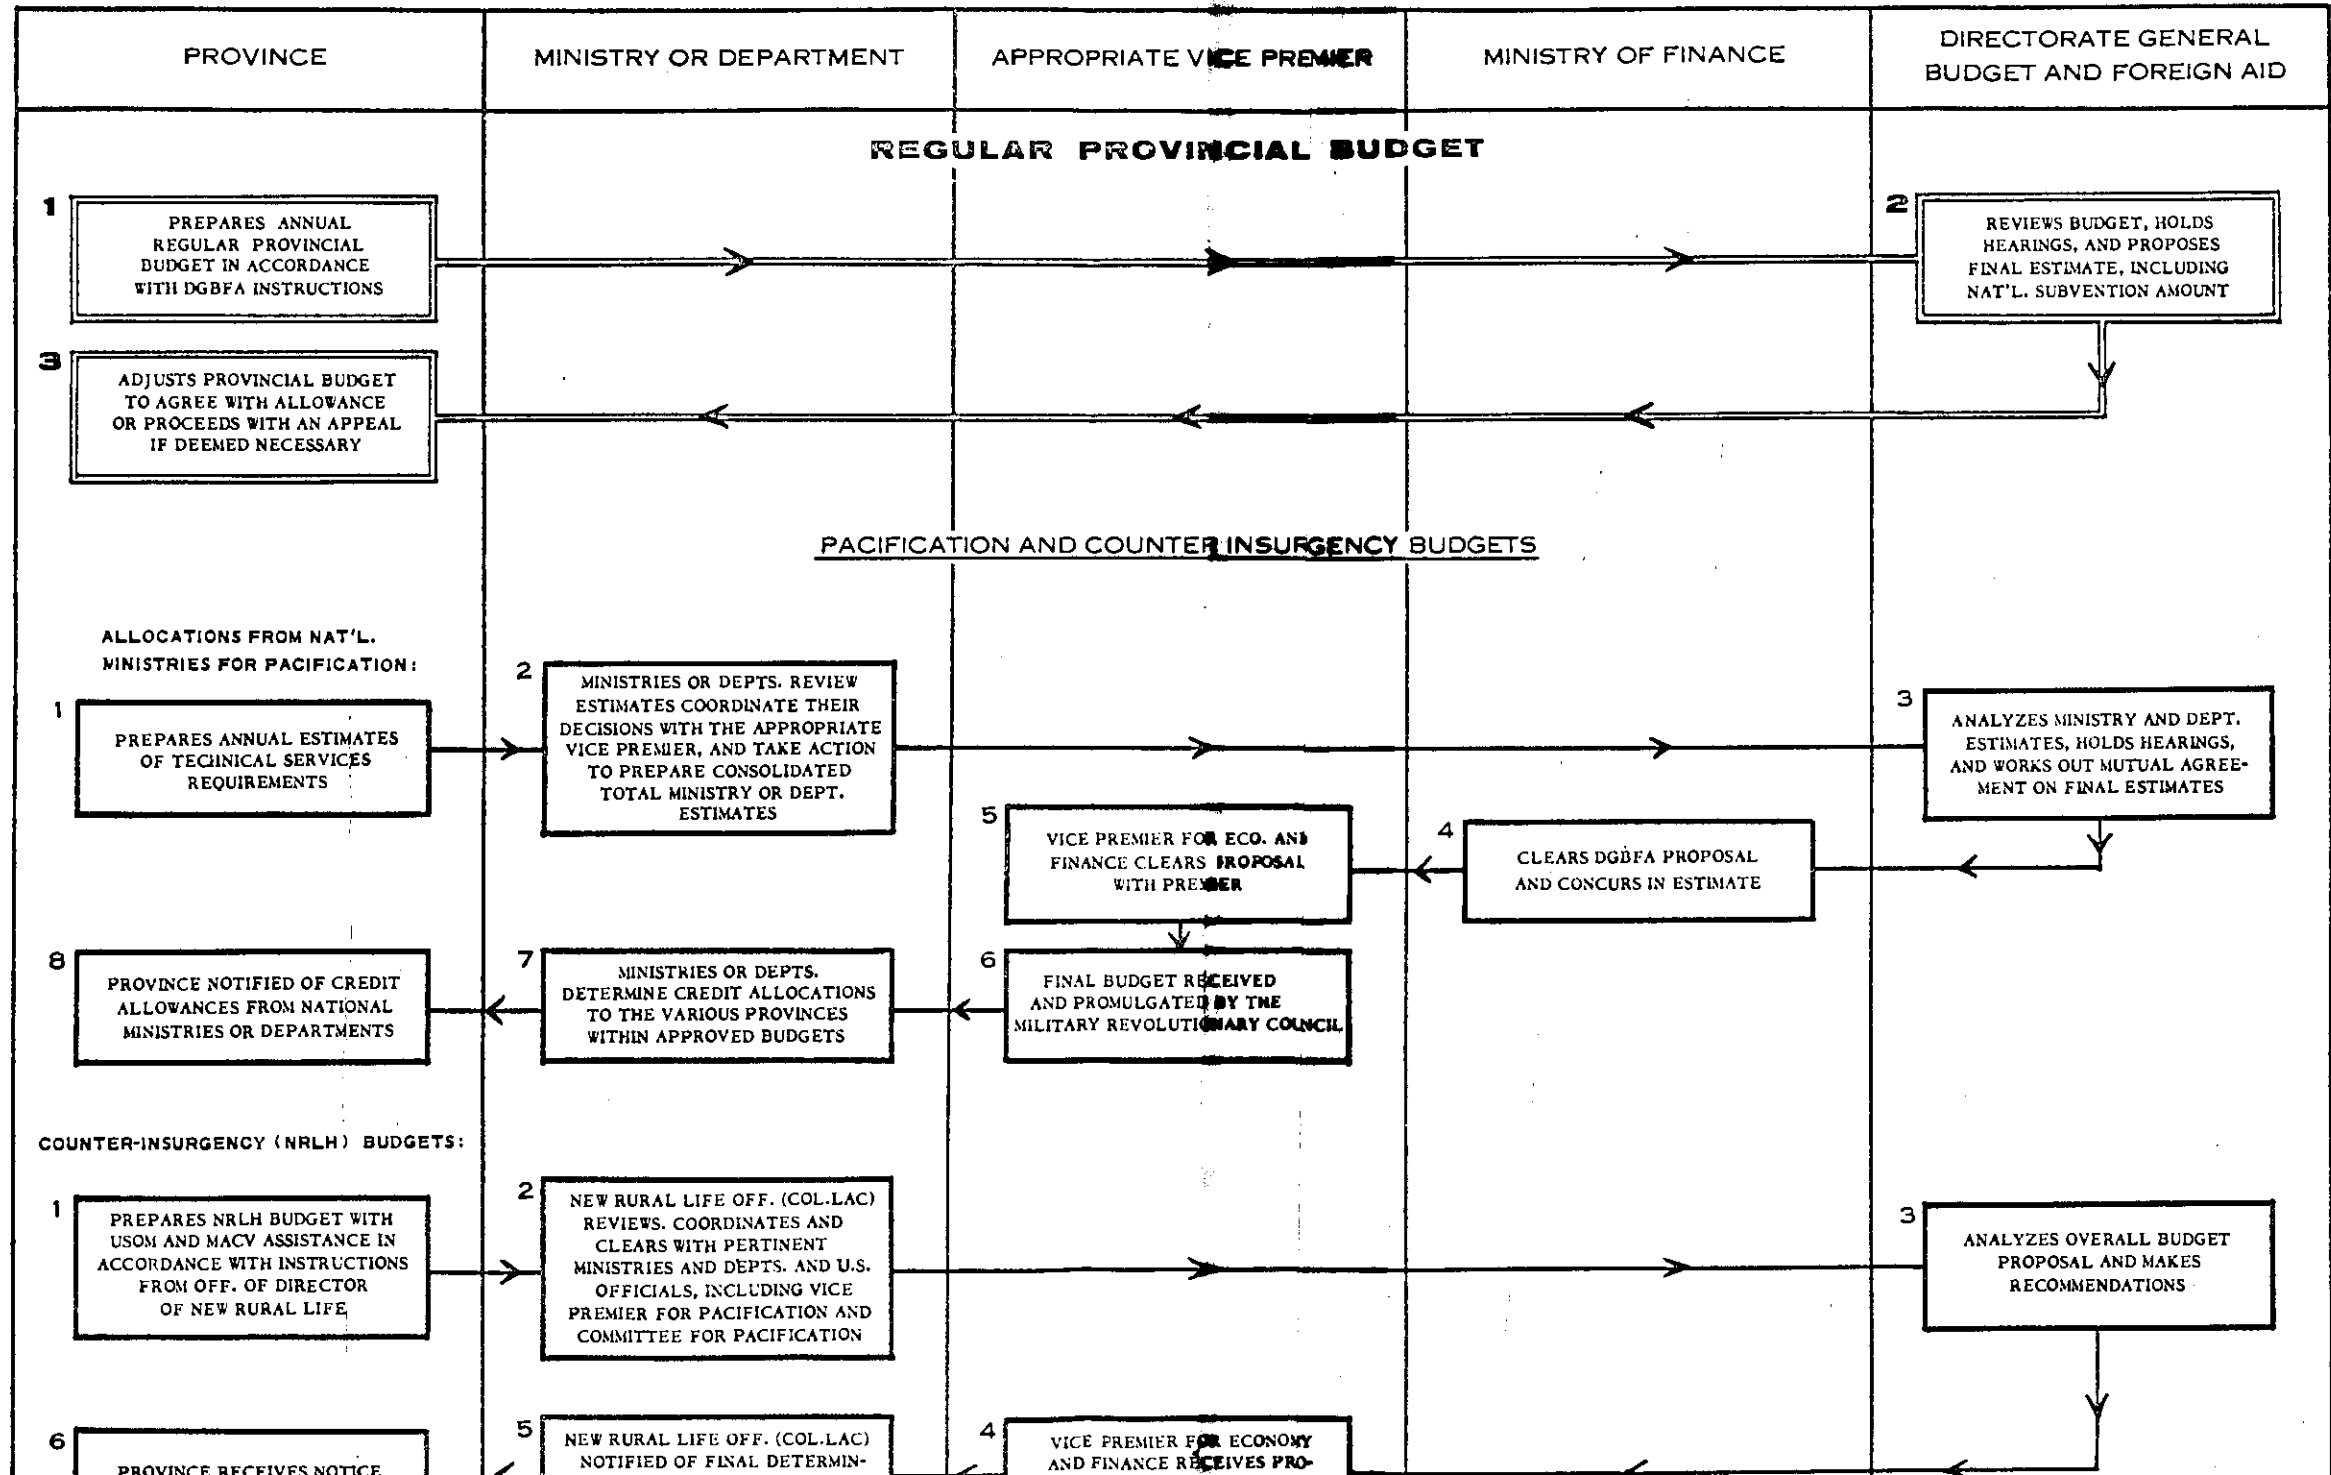 PROVINCE
MINISTRY OR DEPARTMENT
APPROPRIATE VICE PREMIER
MINISTRY OF FINANCE
DIRECTORATE GENERAL
BUDGET AND FOREIGN AID
REGULAR PROVINCIAL BUDGET
1
PREPARES ANNUAL
REGULAR PROVINCIAL
BUDGET IN ACCORDANCE
WITH DGBFA INSTRUCTIONS
2
REVIEWS BUDGET, HOLDS
HEARINGS, AND PROPOSES
FINAL ESTIMATE, INCLUDING
NAT'L. SUBVENTION AMOUNT
3
ADJUSTS PROVINCIAL BUDGET
TO AGREE WITH ALLOWANCE
OR PROCEEDS WITH AN APPEAL
IF DEEMED NECESSARY
PACIFICATION AND COUNTER INSURGENCY BUDGETS
ALLOCATIONS FROM NAT'L.
MINISTRIES FOR PACIFICATION:
1
PREPARES ANNUAL ESTIMATES
OF TECHNICAL SERVICES
REQUIREMENTS
2
MINISTRIES OR DEPTS. REVIEW
ESTIMATES COORDINATE THEIR
DECISIONS WITH THE APPROPRIATE
VICE PREMIER, AND TAKE ACTION
TO PREPARE CONSOLIDATED
TOTAL MINISTRY OR DEPT.
ESTIMATES
3
ANALYZES MINISTRY AND DEPT.
ESTIMATES, HOLDS HEARINGS,
AND WORKS OUT MUTUAL AGREE-
MENT ON FINAL ESTIMATES
4
CLEARS DGBFA PROPOSAL
AND CONCURS IN ESTIMATE
5
VICE PREMIER FOR ECO. AND
FINANCE CLEARS PROPOSAL
WITH PREMIER
6
FINAL BUDGET RECEIVED
AND PROMULGATED BY THE
MILITARY REVOLUTIONARY COUNCIL
7
MINISTRIES OR DEPTS.
DETERMINE CREDIT ALLOCATIONS
TO THE VARIOUS PROVINCES
WITHIN APPROVED BUDGETS
8
PROVINCE NOTIFIED OF CREDIT
ALLOWANCES FROM NATIONAL
MINISTRIES OR DEPARTMENTS
COUNTER-INSURGENCY (NRLH) BUDGETS:
1
PREPARES NRLH BUDGET WITH
USOM AND MACV ASSISTANCE IN
ACCORDANCE WITH INSTRUCTIONS
FROM OFF. OF DIRECTOR
OF NEW RURAL LIFE
2
NEW RURAL LIFE OFF. (COL.LAC)
REVIEWS. COORDINATES AND
CLEARS WITH PERTINENT
MINISTRIES AND DEPTS. AND U.S.
OFFICIALS, INCLUDING VICE
PREMIER FOR PACIFICATION AND
COMMITTEE FOR PACIFICATION
3
ANALYZES OVERALL BUDGET
PROPOSAL AND MAKES
RECOMMENDATIONS
4
VICE PREMIER FOR ECONOMY
AND FINANCE RECEIVES PRO-
5
NEW RURAL LIFE OFF. (COL.LAC)
NOTIFIED OF FINAL DETERMIN-
6
PROVINCE RECEIVES NOTICE